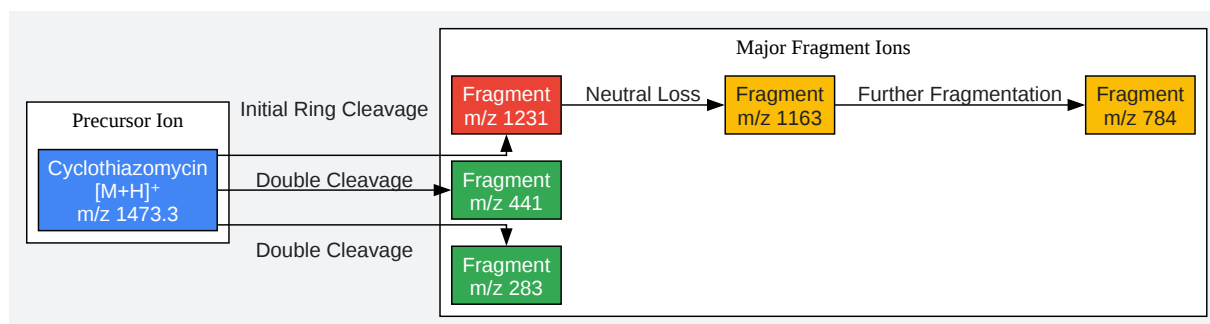 Major Fragment Ions
Precursor Ion
Cyclothiazomycin
[M+H]⁺
m/z 1473.3
Initial Ring Cleavage
Fragment
m/z 1231
Neutral Loss
Fragment
m/z 1163
Further Fragmentation
Fragment
m/z 784
Double Cleavage
Fragment
m/z 441
Double Cleavage
Fragment
m/z 283